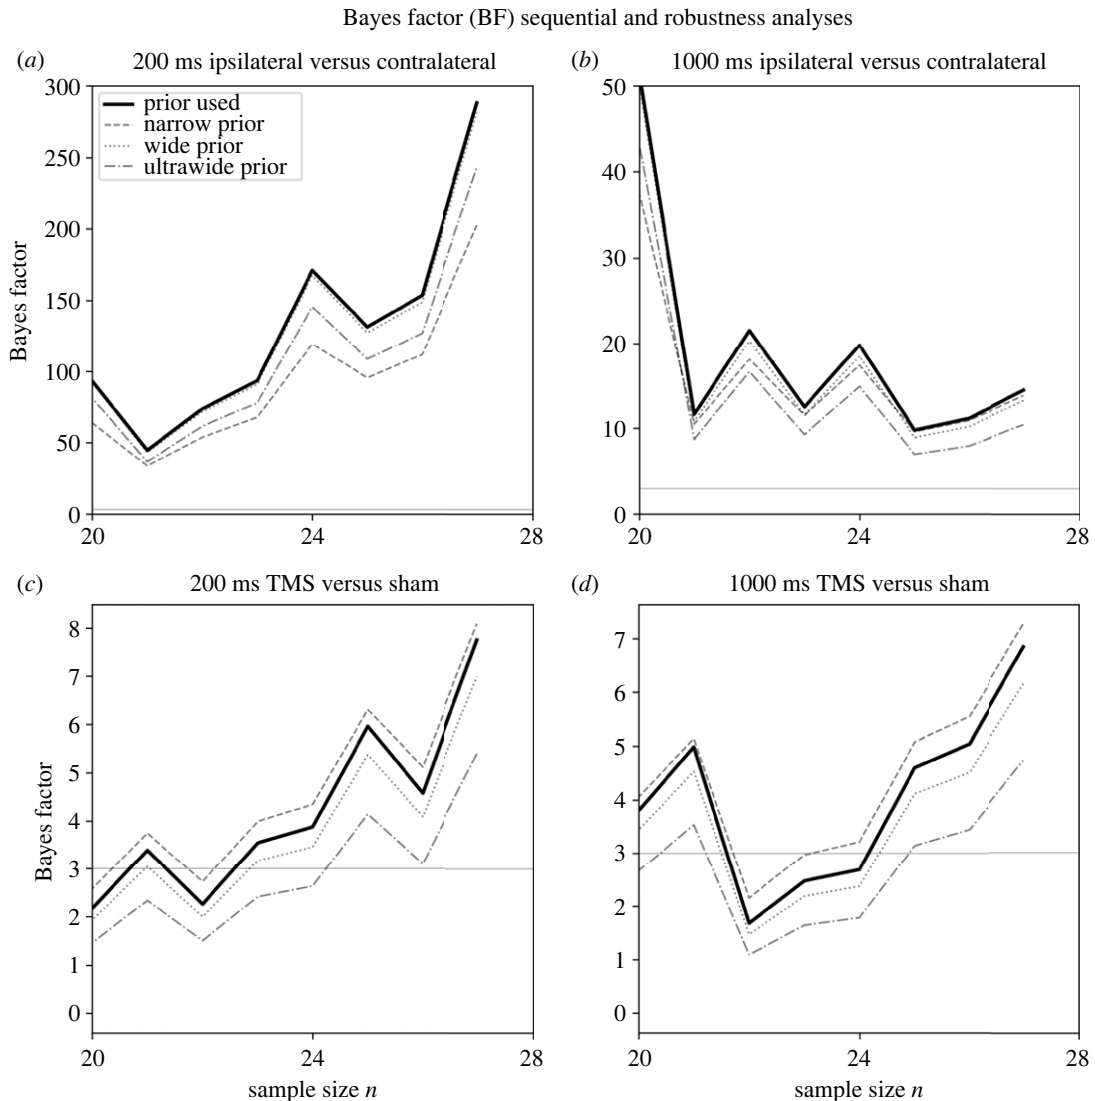 Bayes factor (BF) sequential and robustness analyses
(a) 200 ms ipsilateral versus contralateral
300
250
200
150
100
50
0
20 24 28
Bayes factor
prior used
narrow prior
wide prior
ultrawide prior
(b) 1000 ms ipsilateral versus contralateral
50
40
30
20
10
0
20 24 28
(c) 200 ms TMS versus sham
8
7
6
5
4
3
2
1
0
20 24 28
Bayes factor
sample size n
(d) 1000 ms TMS versus sham
7
6
5
4
3
2
1
0
20 24 28
sample size n